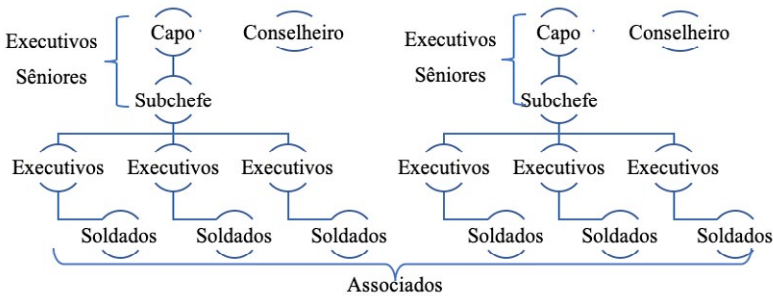 Capo Conselheiro Capo Conselheiro
Executivos Sêniores Executivos Sêniores
Subchefe Subchefe
Executivos Executivos Executivos Executivos Executivos Executivos
Soldados Soldados Soldados Soldados Soldados Soldados
Associados